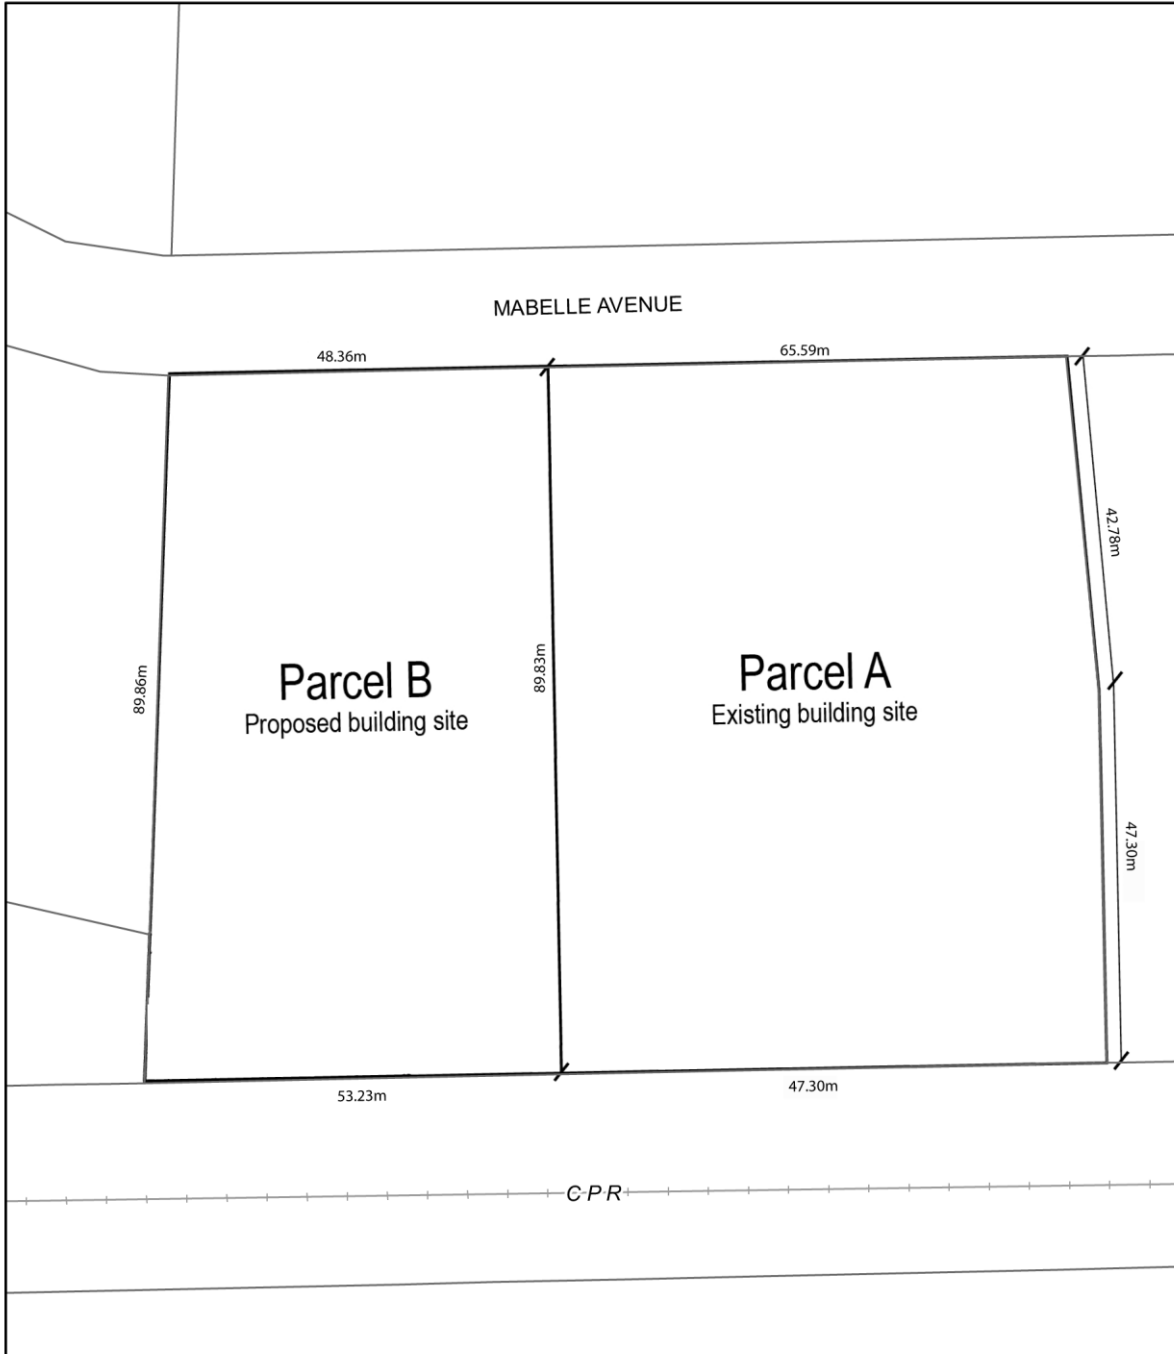 MABELLE AVENUE
48.36m
65.59m
42.78m
89.86m
89.83m
Parcel B
Proposed building site
Parcel A
Existing building site
47.30m
53.23m
47.30m
C P R